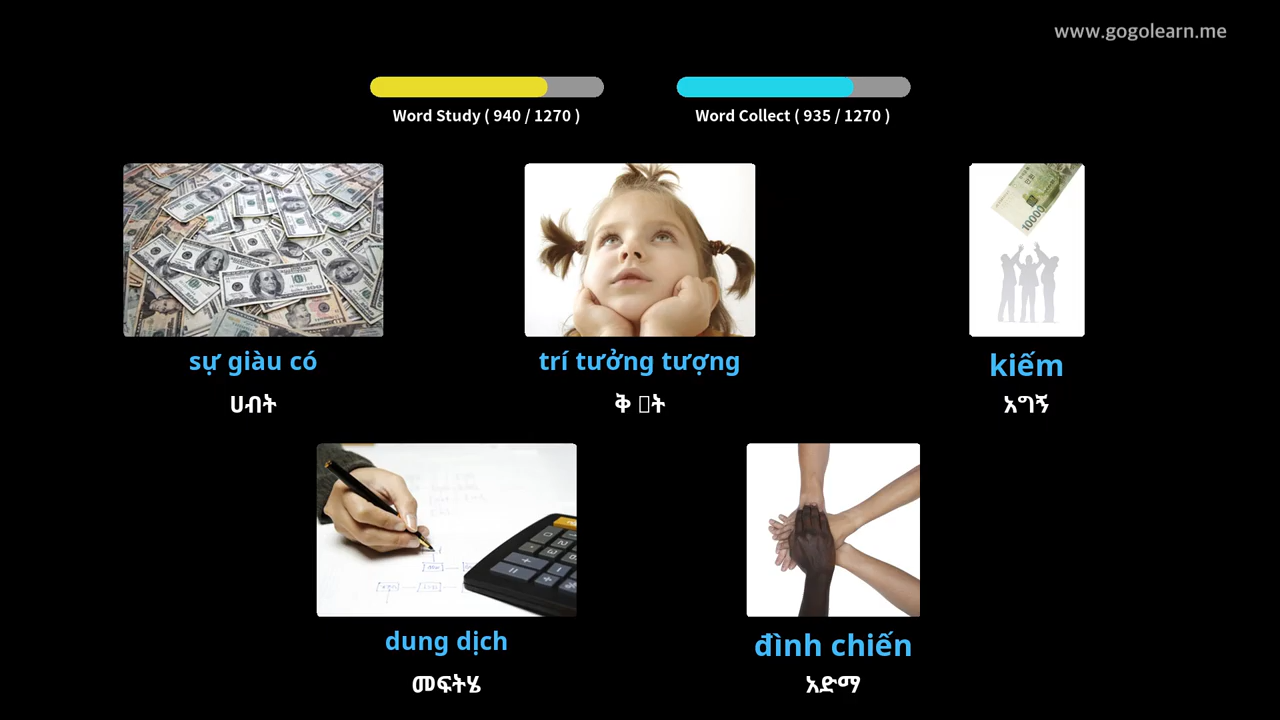 www.gogolearn.me
Word Study ( 940 / 1270 )
Word Collect ( 935 / 1270 )
sự giàu có
trí tưởng tượng
kiếm
ሀብት
ቅ ት
አግኝ
dung dịch
đình chiến
መፍትሄ
አድማ